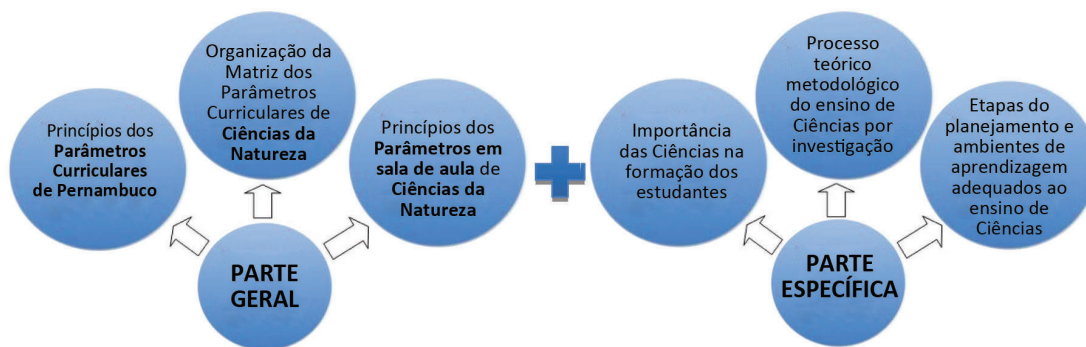 Princípios dos
Parâmetros
Curriculares
de Pernambuco
Organização da
Matriz dos
Parâmetros
Curriculares de
Ciências da
Natureza
Princípios dos
Parâmetros em
sala de aula de
Ciências da
Natureza
PARTE
GERAL
Importância
das Ciências na
formação dos
estudantes
Processo
teórico
metodológico
do ensino de
Ciências por
investigação
Etapas do
planejamento e
ambientes de
aprendizagem
adequados ao
ensino de
Ciências
PARTE
ESPECÍFICA